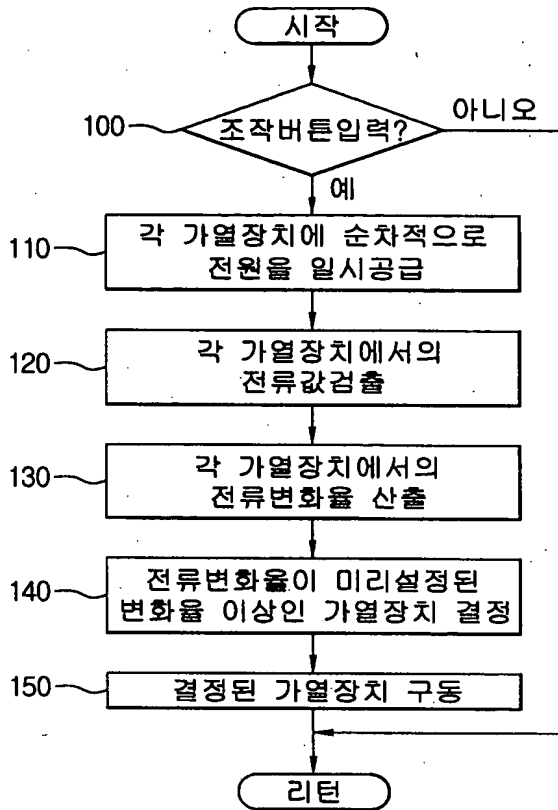 시작
100
조작버튼입력?
아니오
예
110
각 가열장치에 순차적으로
전원을 일시공급
120
각 가열장치에서의
전류값검출
130
각 가열장치에서의
전류변화율 산출
140
전류변화율이 미리설정된
변화율 이상인 가열장치 결정
150
결정된 가열장치 구동
리턴